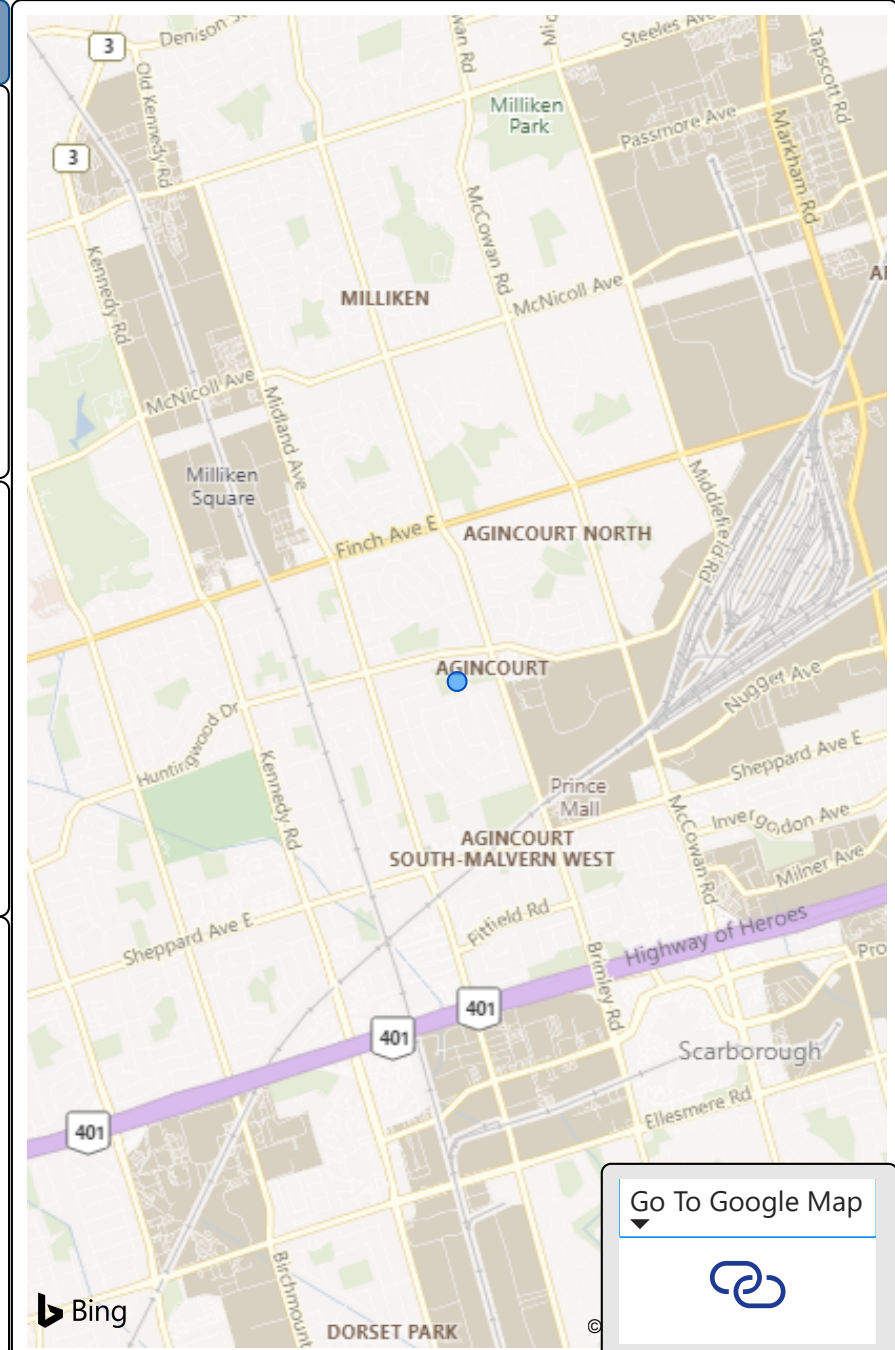 3
Denison St
Old Kennedy Rd
3
Kennedy Rd
Steeles Ave
Tapscott Rd
Milliken
Park
Passmore Ave
Markham Rd
McCowan Rd
MILLIKEN
McNicoll Ave
McNicoll Ave
Midland Ave
Milliken
Square
Finch Ave E
AGINCOURT NORTH
Middlefield Rd
AGINCOURT
Nugget Ave
Huntingwood Dr
Kennedy Rd
Sheppard Ave E
Prince
Mall
McCowan Rd
Invergordon Ave
AGINCOURT
SOUTH-MALVERN WEST
Milner Ave
Pitfield Rd
Sheppard Ave E
Highway of Heroes
Brimley Rd
Pro
401
401
Scarborough
Ellesmere Rd
401
Birchmount
DORSET PARK
Bing
©
Go To Google Map